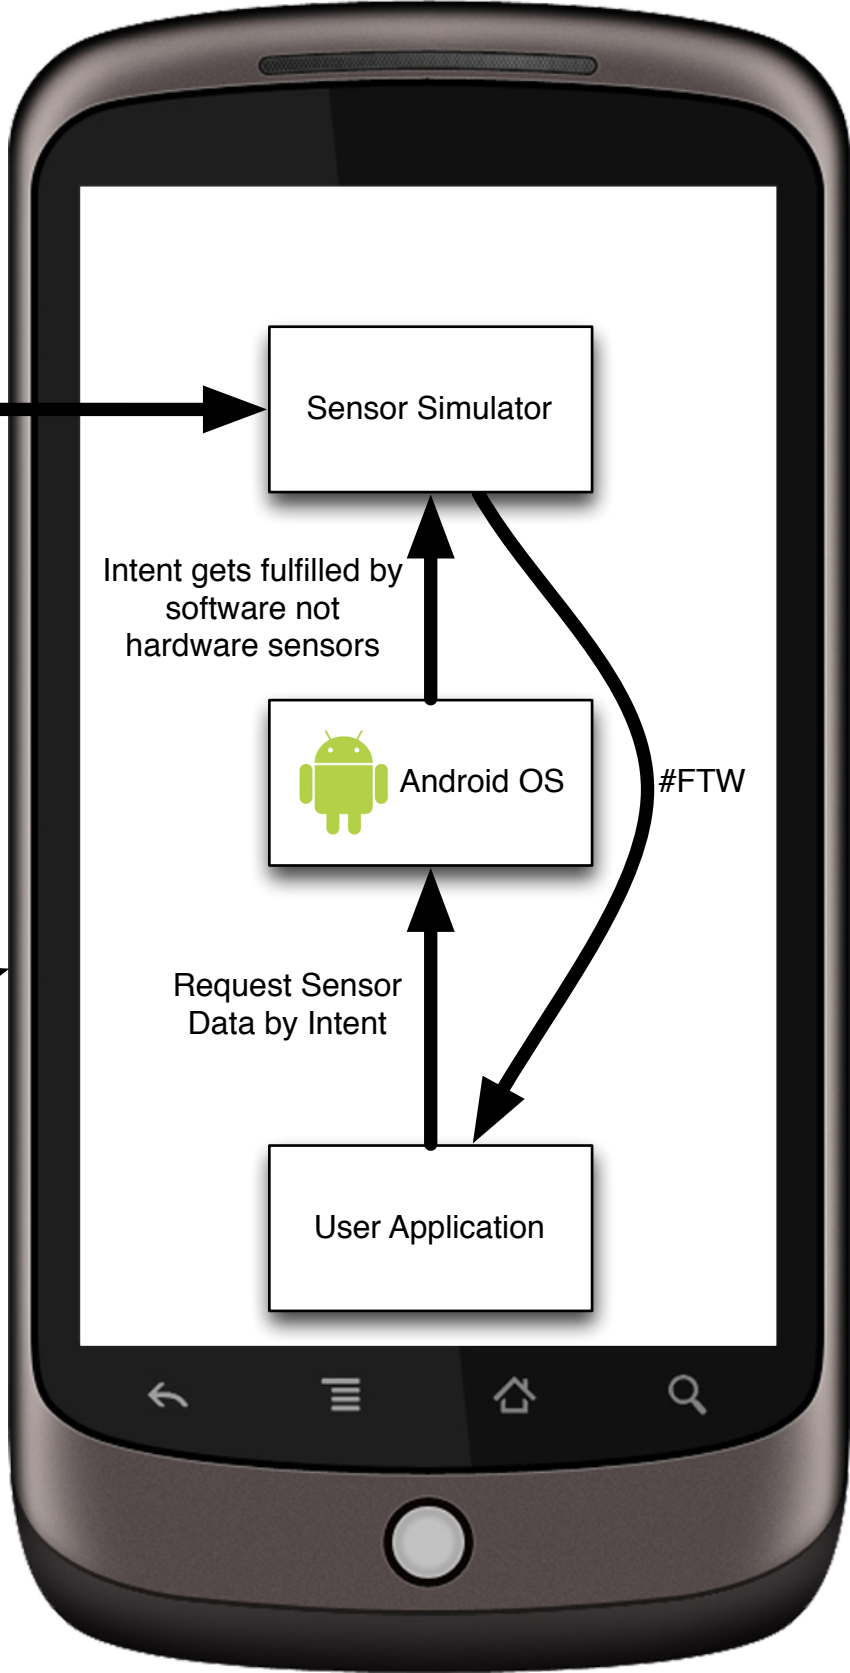 Sensor Simulator
Intent gets fulfilled by
software not
hardware sensors
Android OS
#FTW
Request Sensor
Data by Intent
User Application